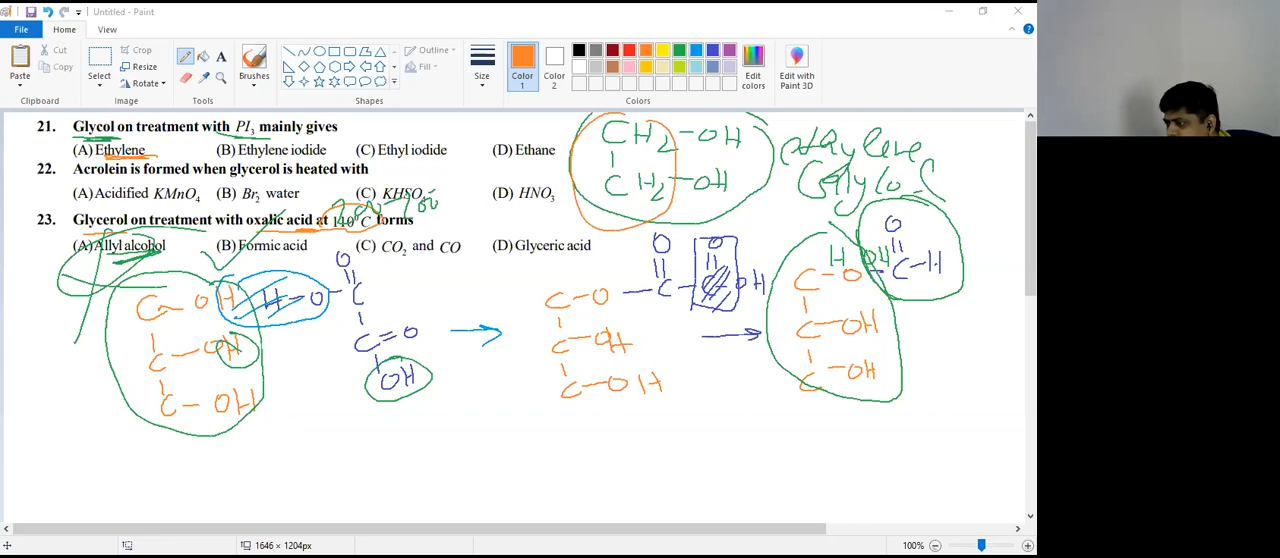 Untitled - Paint
File Home View
Paste
Cut
Copy
Clipboard
Select
Crop
Resize
Rotate
Image
A
Tools
Brushes
Outline
Fill
Shapes
Size
Color 1
Color 2
Edit colors
Colors
Edit with Paint 3D
21. Glycol on treatment with PI3 mainly gives
(A) Ethylene (B) Ethylene iodide (C) Ethyl iodide (D) Ethane
22. Acrolein is formed when glycerol is heated with
(A) Acidified KMnO4 (B) Br2 water (C) KHSO4 (D) HNO3
23. Glycerol on treatment with oxalic acid at 110°C forms
(A) Allyl alcohol (B) Formic acid (C) CO2 and CO (D) Glyceric acid
CH2-OH
CH2-OH
ethylene
Glycol
O
C-OH H-O-C
C-OH C=O
C-OH OH
O O
C-O-C-C-OH
C-OH
C-OH
H OH O
C-O-C-H
C-OH
C-OH
1646 × 1204px
100%